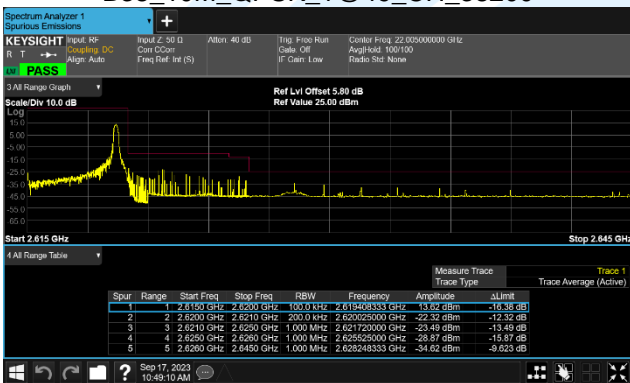 Spectrum Analyzer 1
Spurious Emissions
+
KEYSIGHT Input: RF Input Z: 50 Ω Atten: 40 dB Trig: Free Run Center Freq: 22.005000000 GHz
R T Coupling: DC Corr CCorr Gate: Off Avg|Hold: 100/100
Align: Auto Freq Ref: Int (S) IF Gain: Low Radio Std: None
LW PASS
3 All Range Graph
Ref Lvl Offset 5.80 dB
Scale/Div 10.0 dB Ref Value 25.00 dBm
Log
15.0
5.00
-5.00
-15.0
-25.0
-35.0
-45.0
-55.0
-65.0
Start 2.615 GHz Stop 2.645 GHz
4 All Range Table
Measure Trace Trace 1
Trace Type Trace Average (Active)
Spur Range Start Freq Stop Freq RBW Frequency Amplitude ΔLimit
1 1 2.6150 GHz 2.6200 GHz 100.0 kHz 2.619408333 GHz 13.62 dBm -16.38 dB
2 2 2.6200 GHz 2.6210 GHz 200.0 kHz 2.620025000 GHz -22.32 dBm -12.32 dB
3 3 2.6210 GHz 2.6250 GHz 1.000 MHz 2.621720000 GHz -23.49 dBm -13.49 dB
4 4 2.6250 GHz 2.6260 GHz 1.000 MHz 2.625525000 GHz -28.87 dBm -15.87 dB
5 5 2.6260 GHz 2.6450 GHz 1.000 MHz 2.628248333 GHz -34.62 dBm -9.623 dB
? Sep 17, 2023
10:49:10 AM